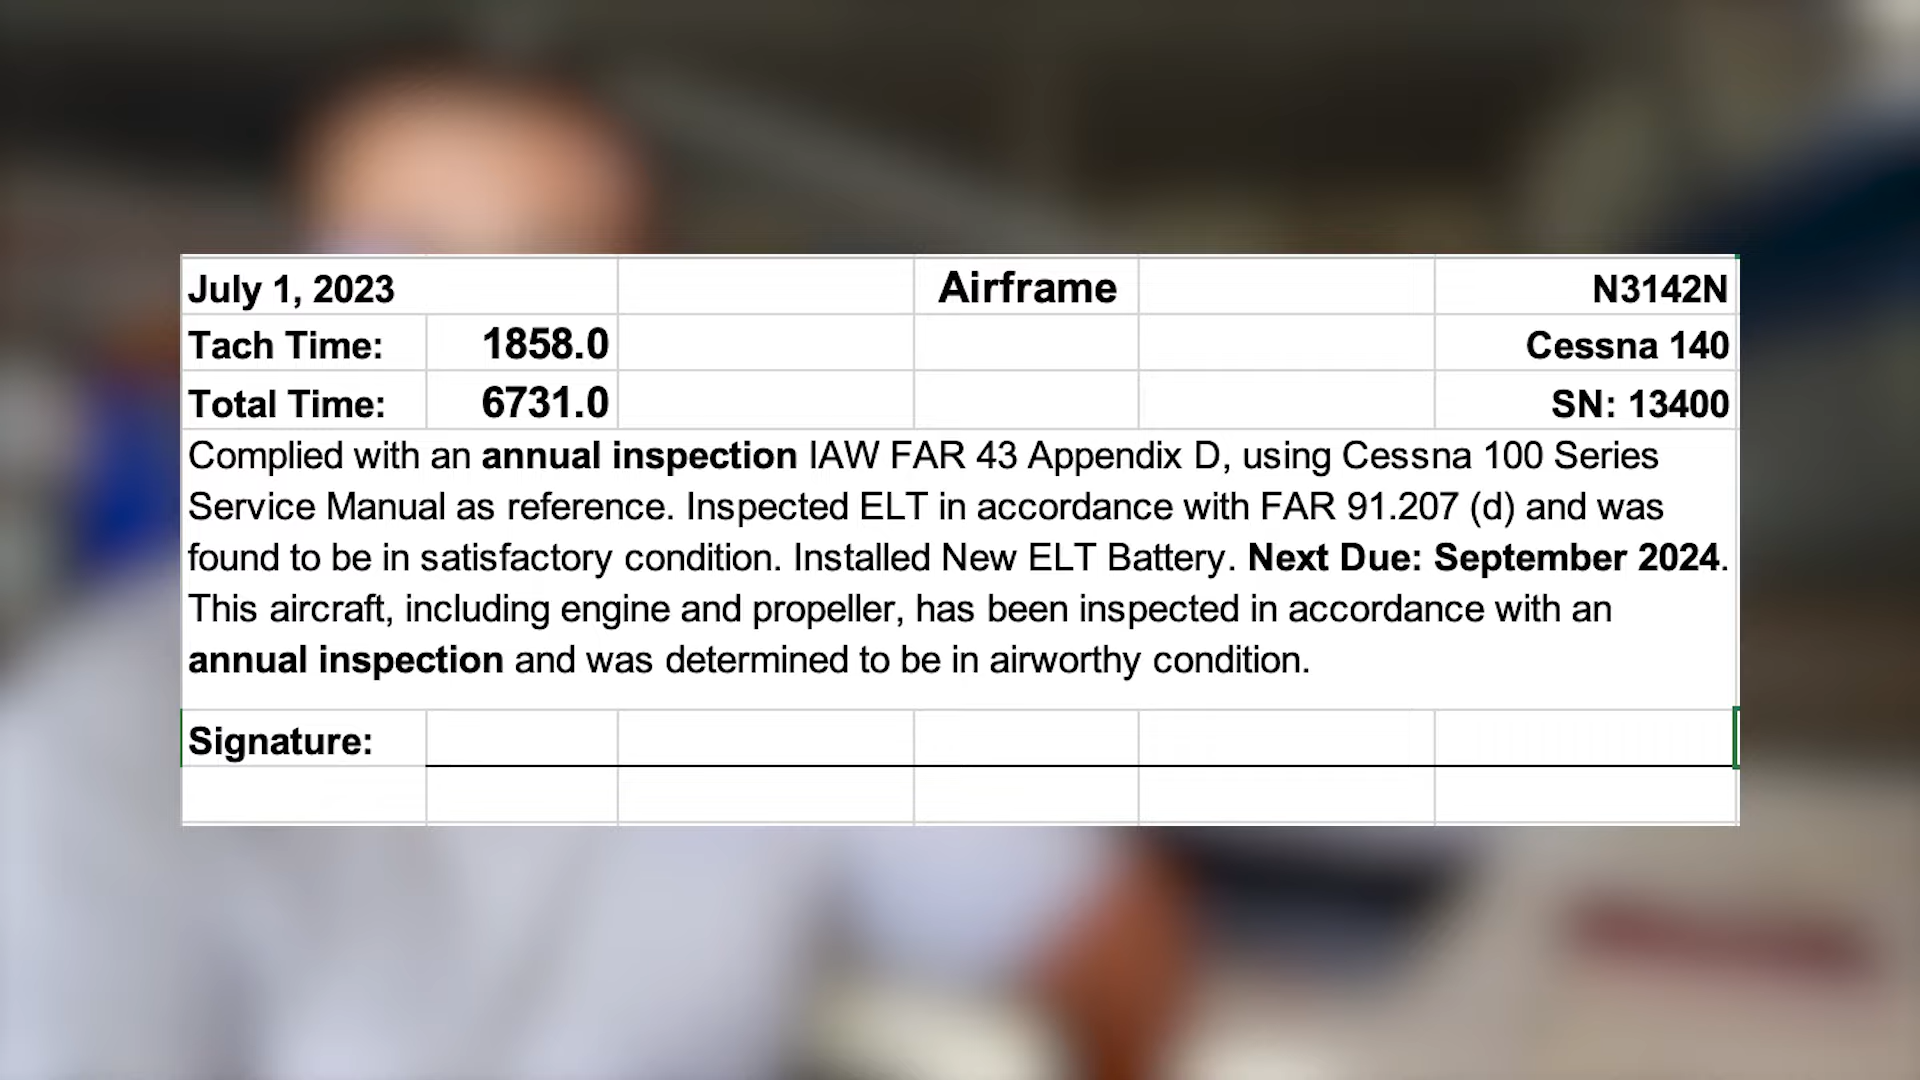 July 1, 2023 Airframe N3142N
Tach Time: 1858.0 Cessna 140
Total Time: 6731.0 SN: 13400
Complied with an annual inspection IAW FAR 43 Appendix D, using Cessna 100 Series
Service Manual as reference. Inspected ELT in accordance with FAR 91.207 (d) and was
found to be in satisfactory condition. Installed New ELT Battery. Next Due: September 2024.
This aircraft, including engine and propeller, has been inspected in accordance with an
annual inspection and was determined to be in airworthy condition.
Signature: